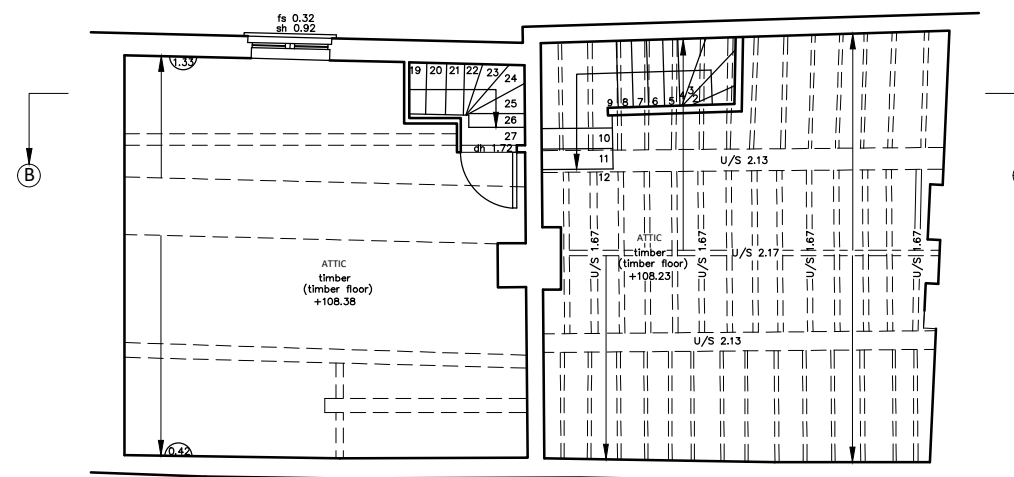 fs 0.32
sh 0.92
1.33
19 20 21 22 23 24
25
26
27
dh 1.72
B
ATTIC
timber
(timber floor)
+108.38
0.42
9 8 7 6 5 4 3 2
10
11
12
U/S 2.13
U/S 1.67
ATTIC
timber
(timber floor)
+108.23
U/S 1.67
U/S 2.17
U/S 1.67
U/S 1.67
U/S 2.13